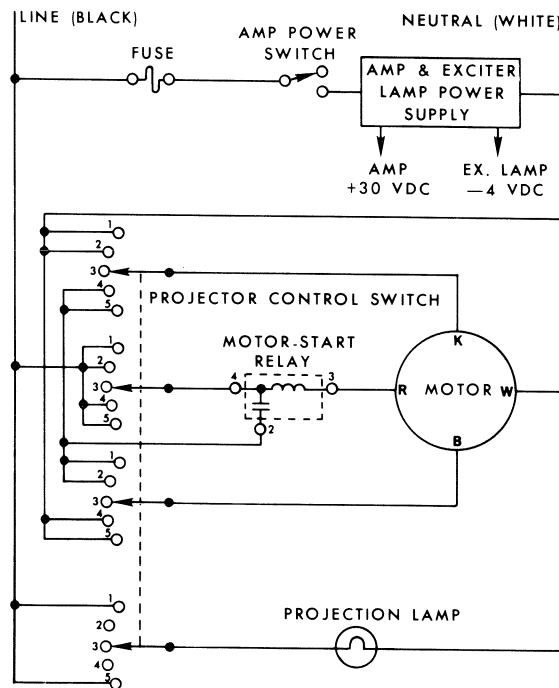 LINE (BLACK)
NEUTRAL (WHITE)
FUSE
AMP POWER
SWITCH
AMP & EXCITER
LAMP POWER
SUPPLY
AMP
+30 VDC
EX. LAMP
—4 VDC
1
2
3
4
5
PROJECTOR CONTROL SWITCH
MOTOR-START
RELAY
1
2
3
4
5
4
3
2
K
R MOTOR W
B
1
2
3
4
5
PROJECTION LAMP
1
2
3
4
5